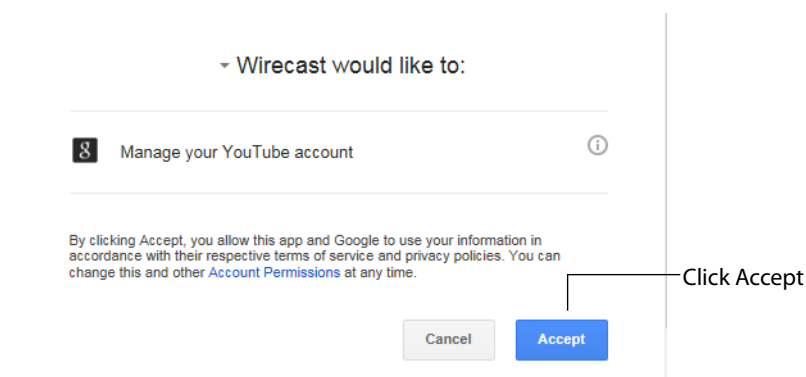 Wirecast would like to:
g Manage your YouTube account i
By clicking Accept, you allow this app and Google to use your information in
accordance with their respective terms of service and privacy policies. You can
change this and other Account Permissions at any time.
Click Accept
Cancel Accept